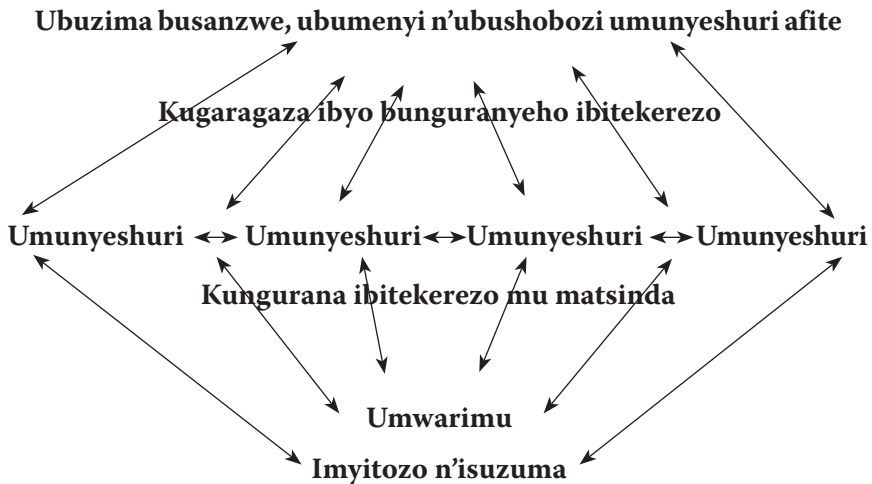 Ubuzima busanzwe, ubumenyi n'ubushobozi umunyeshuri afite
Kugaragaza ibyo bunguranyeho ibitekerezo
Umunyeshuri Umunyeshuri Umunyeshuri Umunyeshuri
Kungurana ibitekerezo mu matsinda
Umwarimu
Imyitozo n'isuzuma